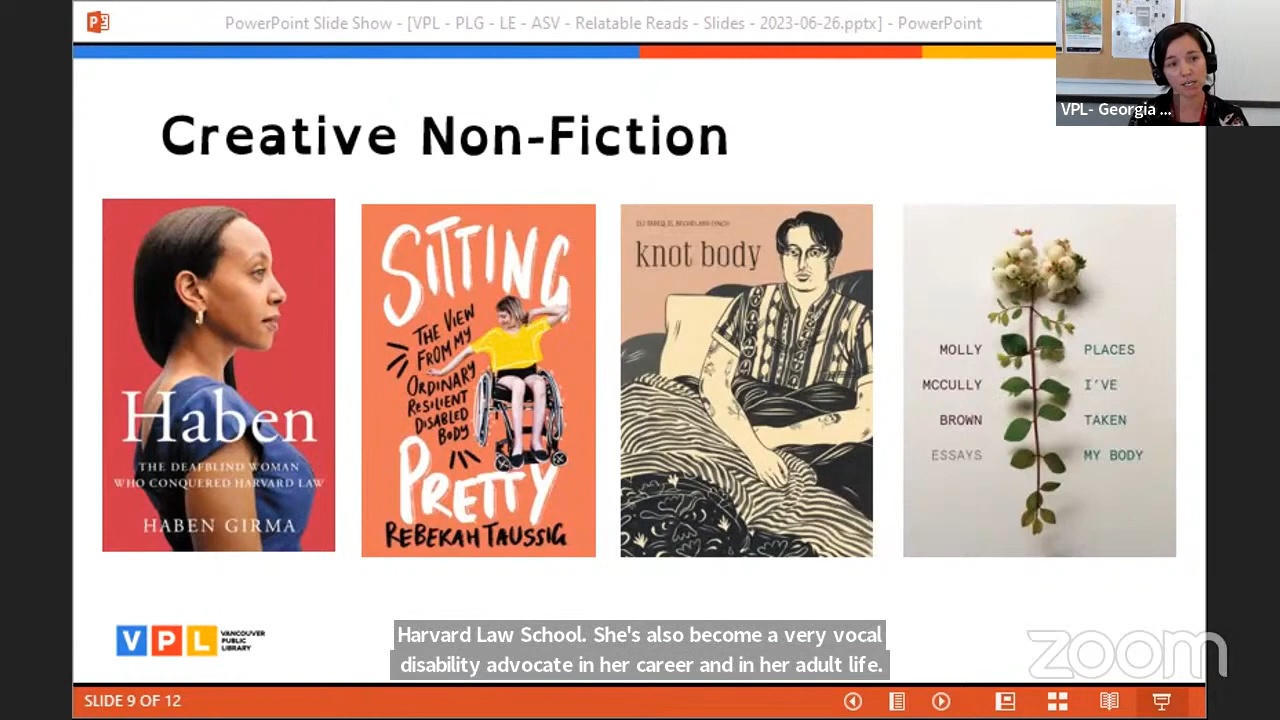 PowerPoint Slide Show - [VPL - PLG - LE - ASV - Relatable Reads - Slides - 2023-06-26.pptx] - PowerPoint
VPL- Georgia ...
Creative Non-Fiction
Haben
THE DEAFBLIND WOMAN
WHO CONQUERED HARVARD LAW
HABEN GIRMA
SITTING
THE VIEW
FROM MY
ORDINARY
RESILIENT
DISABLED
BODY
PRETTY
REBEKAH TAUSSIG
knot body
MOLLY PLACES
MCCULLY I'VE
BROWN TAKEN
ESSAYS MY BODY
VPL VANCOUVER
PUBLIC
LIBRARY
Harvard Law School. She's also become a very vocal
disability advocate in her career and in her adult life.
zoom
SLIDE 9 OF 12